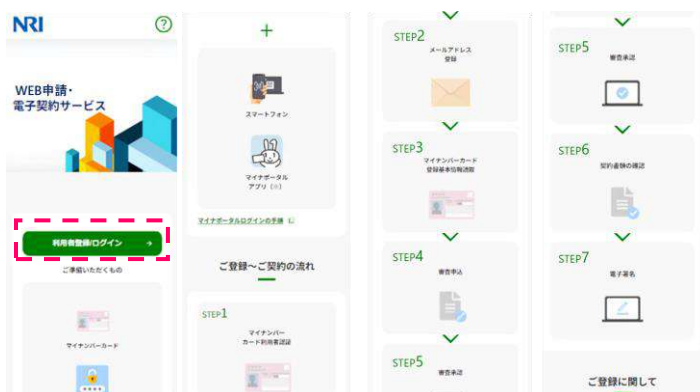 NRI
?
WEB申請・
電子契約サービス
利用者登録/ログイン →
ご準備いただくもの
マイナンバーカード
****
+
スマートフォン
マイナポータル
アプリ（※）
マイナポータルログインの手順
ご登録～ご契約の流れ
STEP1
マイナンバー
カード利用者認証
STEP2
メールアドレス
登録
STEP3
マイナンバーカード
登録基本情報読取
STEP4
審査申込
STEP5
審査承認
STEP5
審査承認
STEP6
契約書類の確認
STEP7
電子署名
ご登録に関して